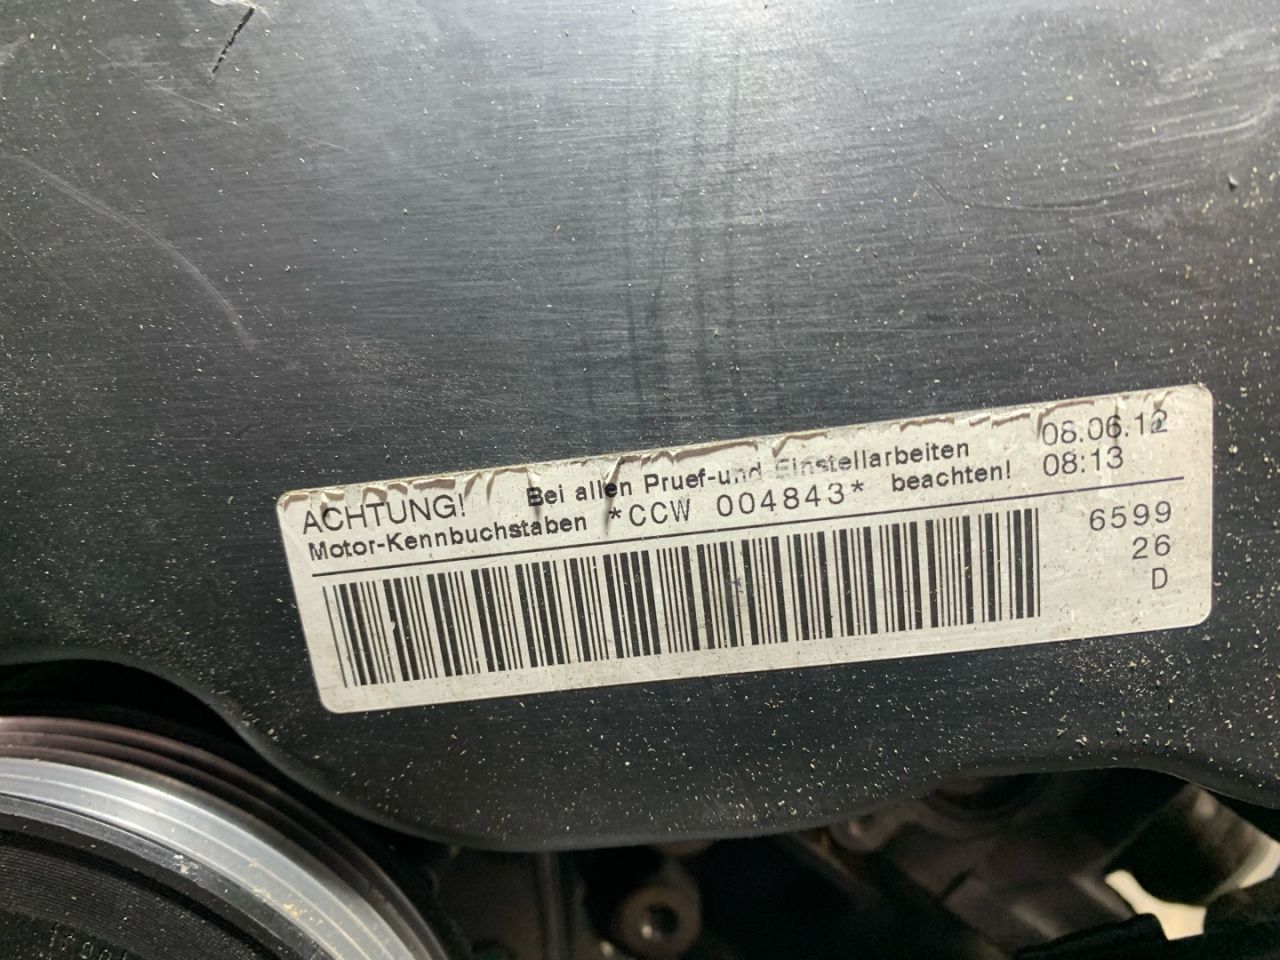 ACHTUNG! Bei allen Pruef-und Einstellarbeiten
Motor-Kennbuchstaben *CCW 004843* beachten!
08.06.12
08:13
6599
26
D